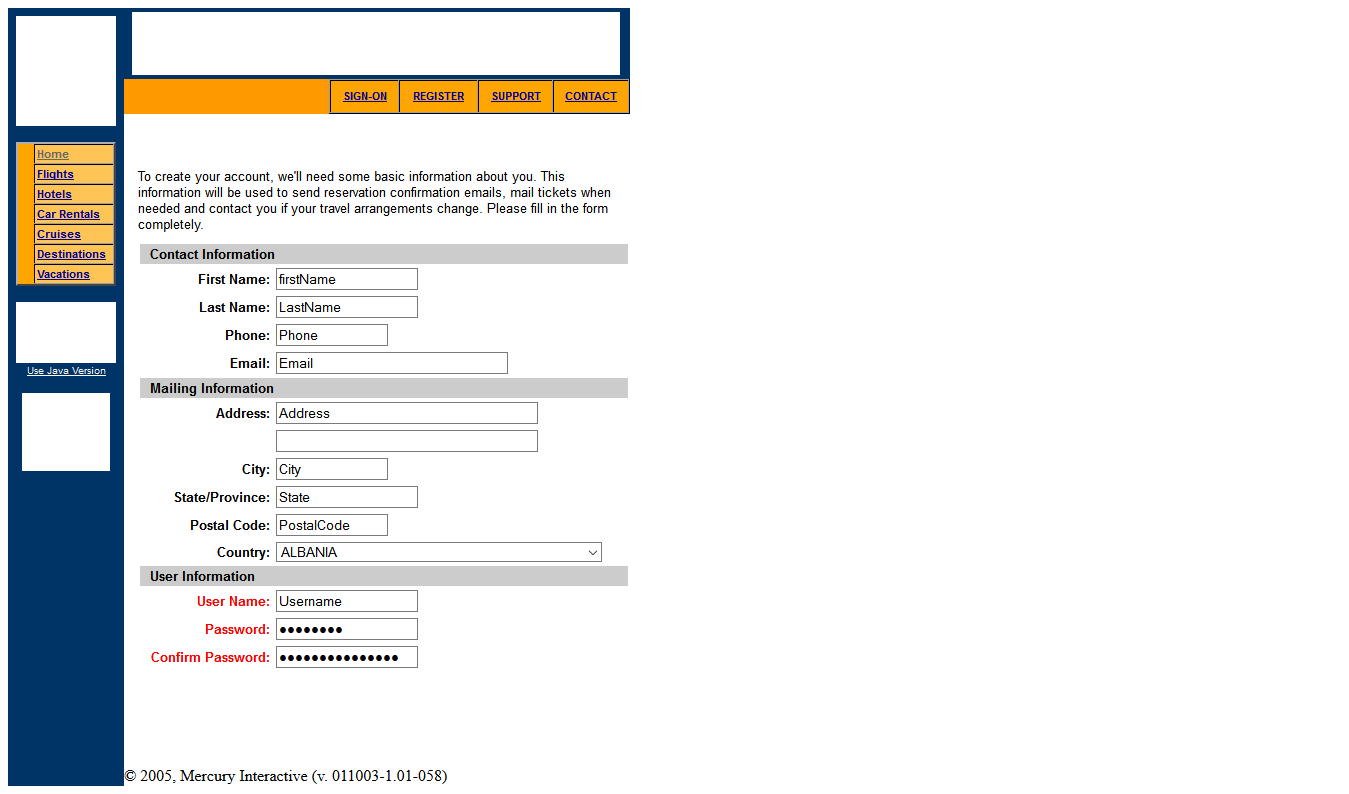 SIGN-ON REGISTER SUPPORT CONTACT
Home
Flights
Hotels
Car Rentals
Cruises
Destinations
Vacations
Use Java Version
To create your account, we'll need some basic information about you. This
information will be used to send reservation confirmation emails, mail tickets when
needed and contact you if your travel arrangements change. Please fill in the form
completely.
Contact Information
First Name: firstName
Last Name: LastName
Phone: Phone
Email: Email
Mailing Information
Address: Address
City: City
State/Province: State
Postal Code: PostalCode
Country: ALBANIA
User Information
User Name: Username
Password: ●●●●●●●●
Confirm Password: ●●●●●●●●●●●●●●●
© 2005, Mercury Interactive (v. 011003-1.01-058)